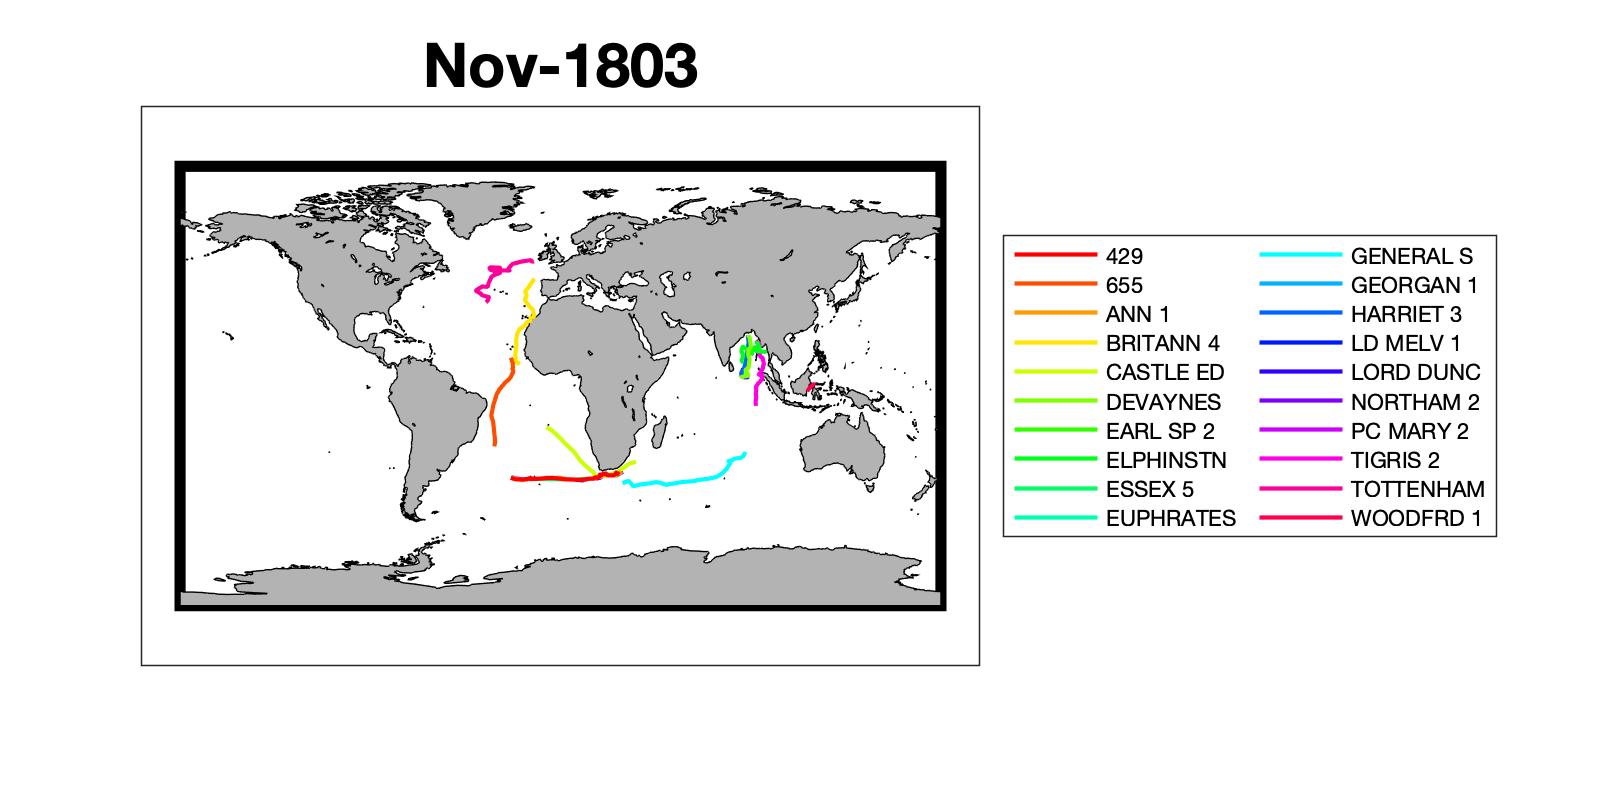 Nov-1803
429
655
ANN 1
BRITANN 4
CASTLE ED
DEVAYNES
EARL SP 2
ELPHINSTN
ESSEX 5
EUPHRATES
GENERAL S
GEORGAN 1
HARRIET 3
LD MELV 1
LORD DUNC
NORTHAM 2
PC MARY 2
TIGRIS 2
TOTTENHAM
WOODFRD 1